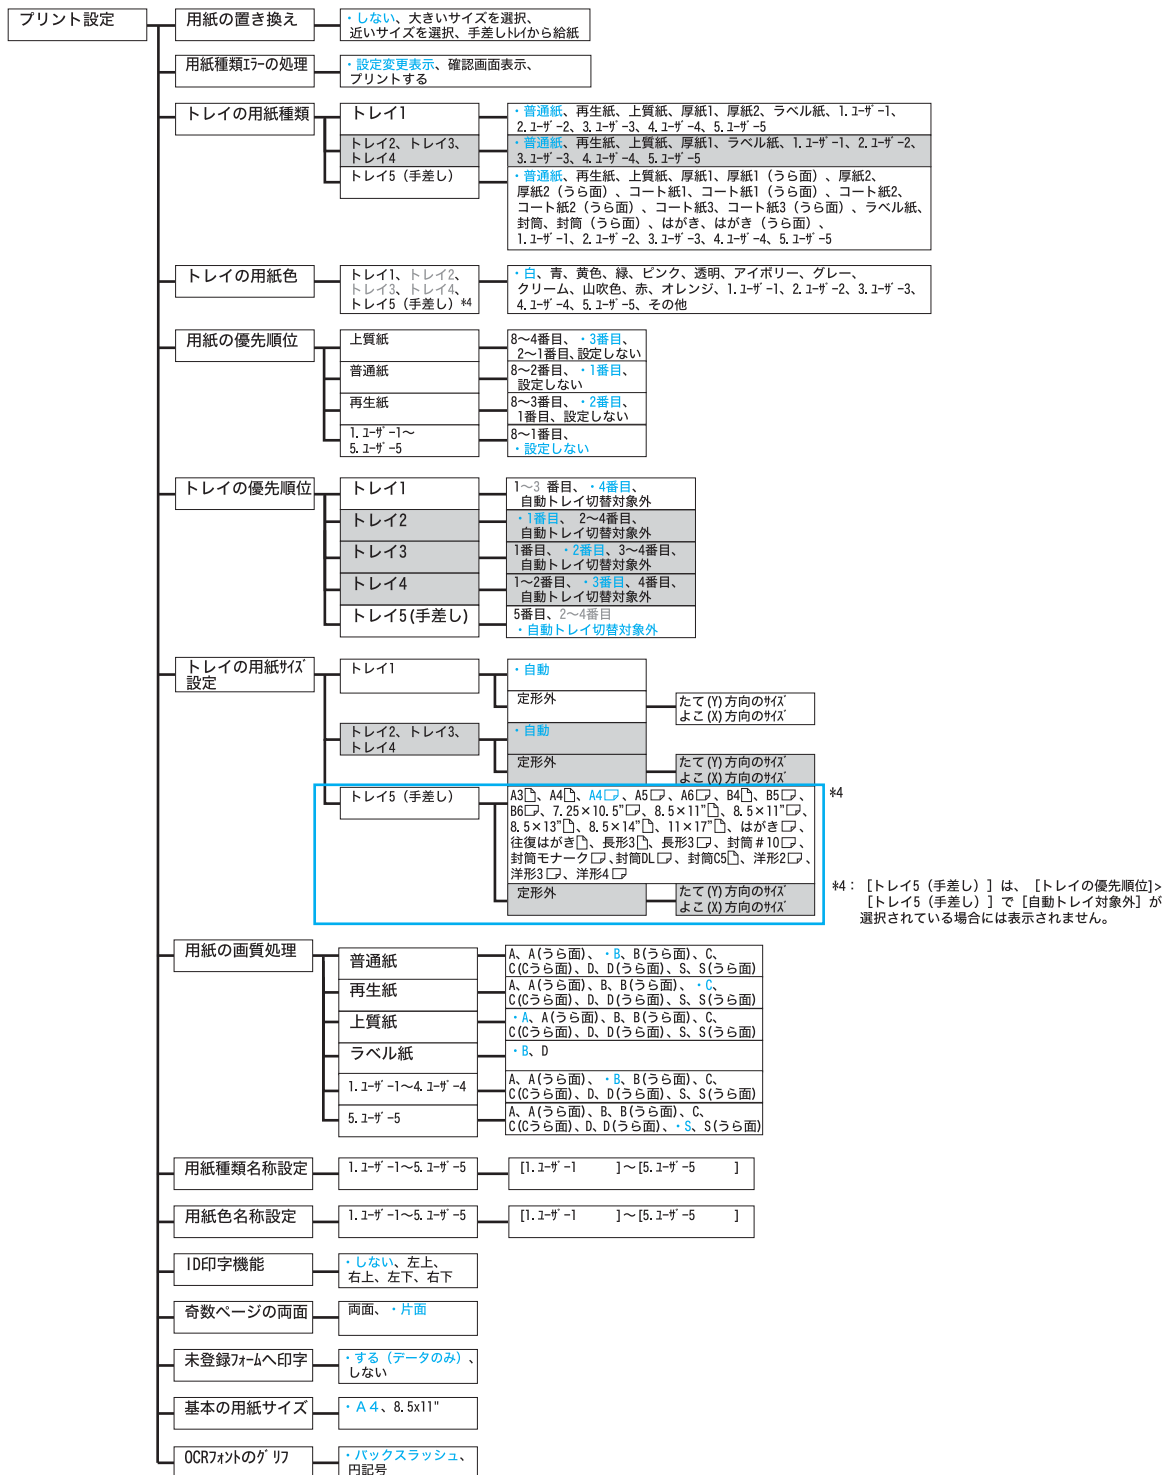 プリント設定
用紙の置き換え
・しない、大きいサイズを選択、
近いサイズを選択、手差しトレイから給紙
用紙種類エラーの処理
・設定変更表示、確認画面表示、
プリントする
トレイの用紙種類
トレイ1
・普通紙、再生紙、上質紙、厚紙1、厚紙2、ラベル紙、1.ユーザー1、
2.ユーザー2、3.ユーザー3、4.ユーザー4、5.ユーザー5
トレイ2、トレイ3、
トレイ4
・普通紙、再生紙、上質紙、厚紙1、ラベル紙、1.ユーザー1、2.ユーザー2、
3.ユーザー3、4.ユーザー4、5.ユーザー5
トレイ5（手差し）
・普通紙、再生紙、上質紙、厚紙1、厚紙1（うら面）、厚紙2、
厚紙2（うら面）、コート紙1、コート紙1（うら面）、コート紙2、
コート紙2（うら面）、コート紙3、コート紙3（うら面）、ラベル紙、
封筒、封筒（うら面）、はがき、はがき（うら面）、
1.ユーザー1、2.ユーザー2、3.ユーザー3、4.ユーザー4、5.ユーザー5
トレイの用紙色
トレイ1、トレイ2、
トレイ3、トレイ4、
トレイ5（手差し）*4
・白、青、黄色、緑、ピンク、透明、アイボリー、グレー、
クリーム、山吹色、赤、オレンジ、1.ユーザー1、2.ユーザー2、3.ユーザー3、
4.ユーザー4、5.ユーザー5、その他
用紙の優先順位
上質紙
8〜4番目、・3番目、
2〜1番目、設定しない
普通紙
8〜2番目、・1番目、
設定しない
再生紙
8〜3番目、・2番目、
1番目、設定しない
1.ユーザー1〜
5.ユーザー5
8〜1番目、
・設定しない
トレイの優先順位
トレイ1
1〜3 番目、・4番目、
自動トレイ切替対象外
トレイ2
・1番目、 2〜4番目、
自動トレイ切替対象外
トレイ3
1番目、・2番目、3〜4番目、
自動トレイ切替対象外
トレイ4
1〜2番目、・3番目、4番目、
自動トレイ切替対象外
トレイ5(手差し)
5番目、2〜4番目
・自動トレイ切替対象外
トレイの用紙サイズ
設定
トレイ1
・自動
定形外
たて(Y)方向のサイズ
よこ(X)方向のサイズ
トレイ2、トレイ3、
トレイ4
・自動
定形外
たて(Y)方向のサイズ
よこ(X)方向のサイズ
トレイ5（手差し）
A3、A4、A4、A5、A6、B4、B5、
B6、7.25×10.5”、8.5×11”、8.5×11”、
8.5×13”、8.5×14”、11×17”、はがき、
往復はがき、長形3、長形3、封筒#10、
封筒モナーク、封筒DL、封筒C5、洋形2、
洋形3、洋形4
*4
定形外
たて(Y)方向のサイズ
よこ(X)方向のサイズ
*4：［トレイ5（手差し）］は、［トレイの優先順位］>
［トレイ5（手差し）］で［自動トレイ対象外］が
選択されている場合には表示されません。
用紙の画質処理
普通紙
A、A(うら面)、・B、B(うら面)、C、
C(Cうら面)、D、D(うら面)、S、S(うら面)
再生紙
A、A(うら面)、B、B(うら面)、・C、
C(Cうら面)、D、D(うら面)、S、S(うら面)
上質紙
・A、A(うら面)、B、B(うら面)、C、
C(Cうら面)、D、D(うら面)、S、S(うら面)
ラベル紙
・B、D
1.ユーザー1〜4.ユーザー4
A、A(うら面)、・B、B(うら面)、C、
C(Cうら面)、D、D(うら面)、S、S(うら面)
5.ユーザー5
A、A(うら面)、B、B(うら面)、C、
C(Cうら面)、D、D(うら面)、・S、S(うら面)
用紙種類名称設定
1.ユーザー1〜5.ユーザー5
[1.ユーザー1 ]〜[5.ユーザー5 ]
用紙色名称設定
1.ユーザー1〜5.ユーザー5
[1.ユーザー1 ]〜[5.ユーザー5 ]
ID印字機能
・しない、左上、
右上、左下、右下
奇数ページの両面
両面、・片面
未登録フォームへ印字
・する（データのみ）、
しない
基本の用紙サイズ
・Ａ４、8.5x11"
OCRフォントのグリフ
・バックスラッシュ、
円記号